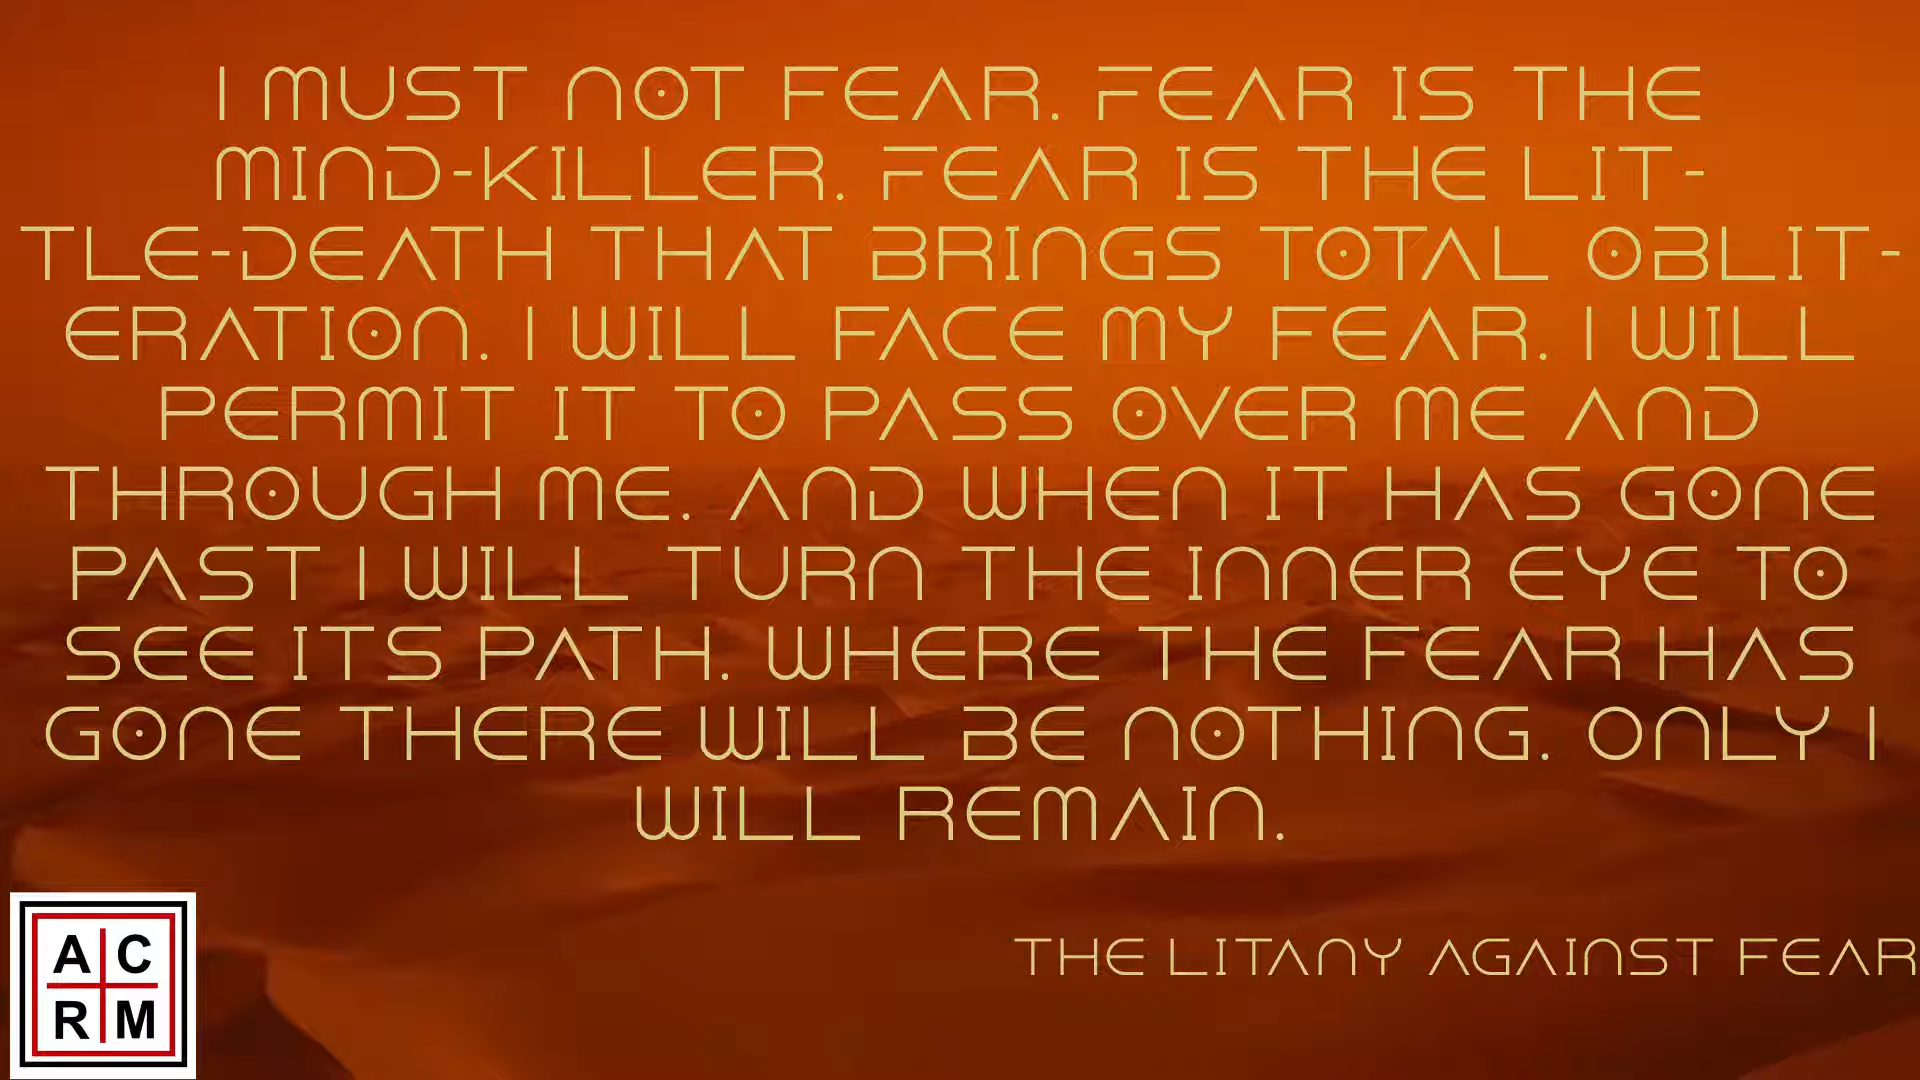 I MUST NOT FEAR. FEAR IS THE
MIND-KILLER. FEAR IS THE LIT-
TLE-DEATH THAT BRINGS TOTAL OBLIT-
ERATION. I WILL FACE MY FEAR. I WILL
PERMIT IT TO PASS OVER ME AND
THROUGH ME. AND WHEN IT HAS GONE
PAST I WILL TURN THE INNER EYE TO
SEE ITS PATH. WHERE THE FEAR HAS
GONE THERE WILL BE NOTHING. ONLY I
WILL REMAIN.
THE LITANY AGAINST FEAR
A C
R M